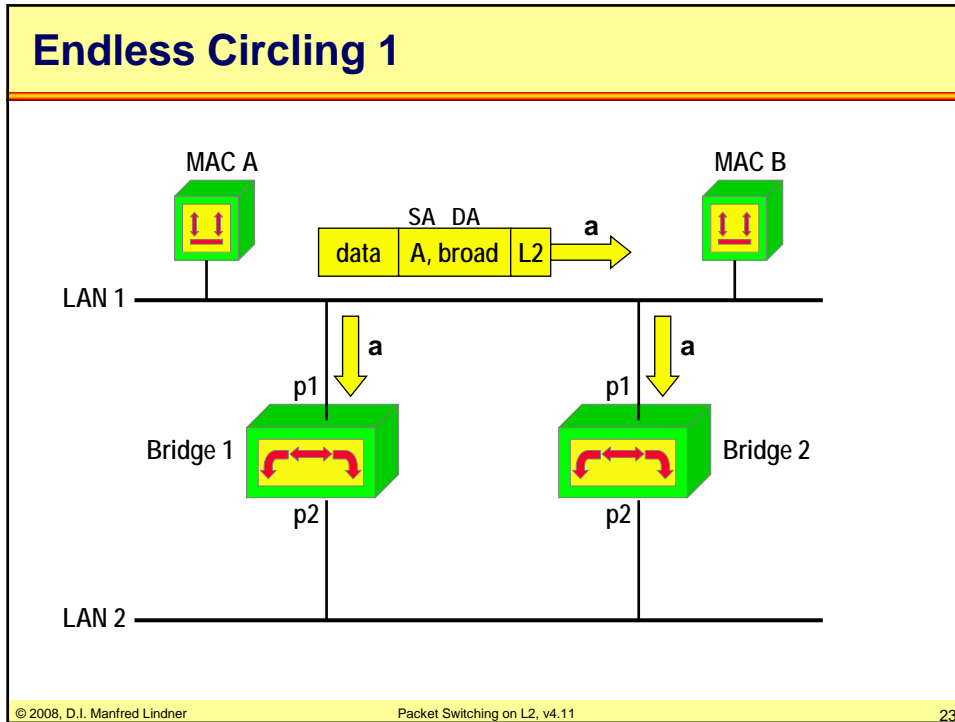 Endless Circling 1
MAC A
MAC B
SA DA
data A, broad L2
a
LAN 1
a
a
p1
p1
Bridge 1
Bridge 2
p2
p2
LAN 2
© 2008, D.I. Manfred Lindner Packet Switching on L2, v4.11 23